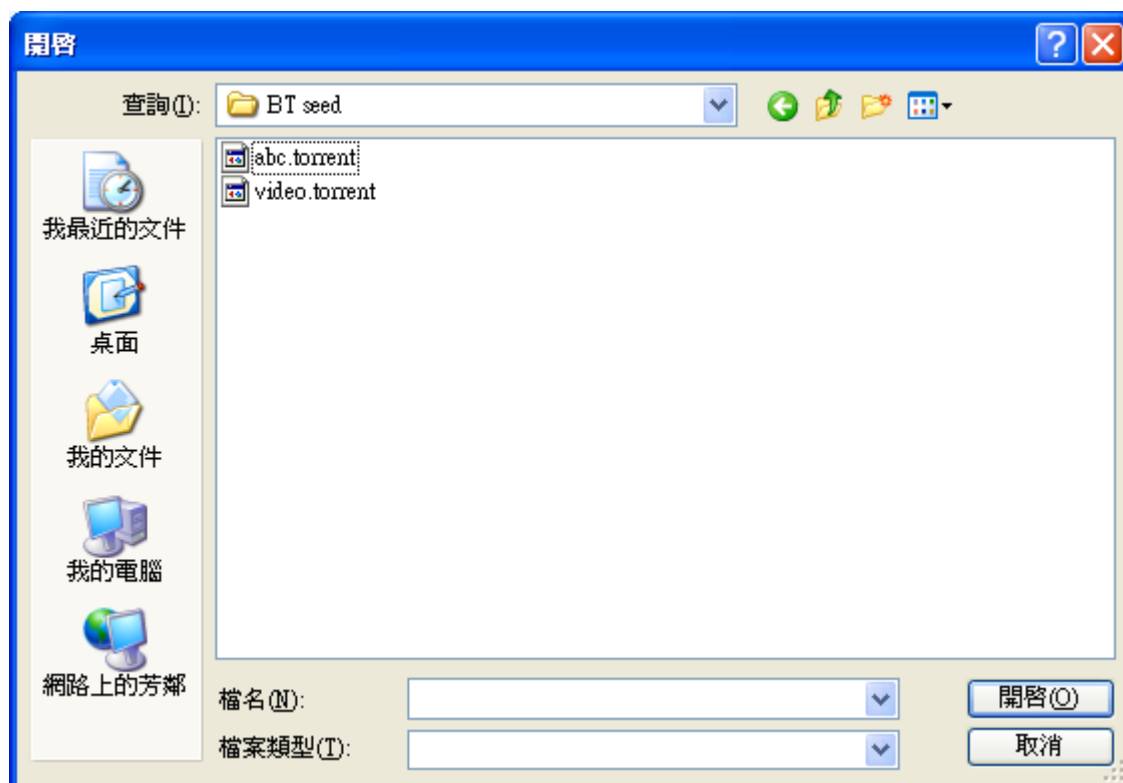 開啓
查詢(I):
BT seed
abc.torrent
video.torrent
我最近的文件
桌面
我的文件
我的電腦
網路上的芳鄰
檔名(N):
開啓(O)
檔案類型(T):
取消